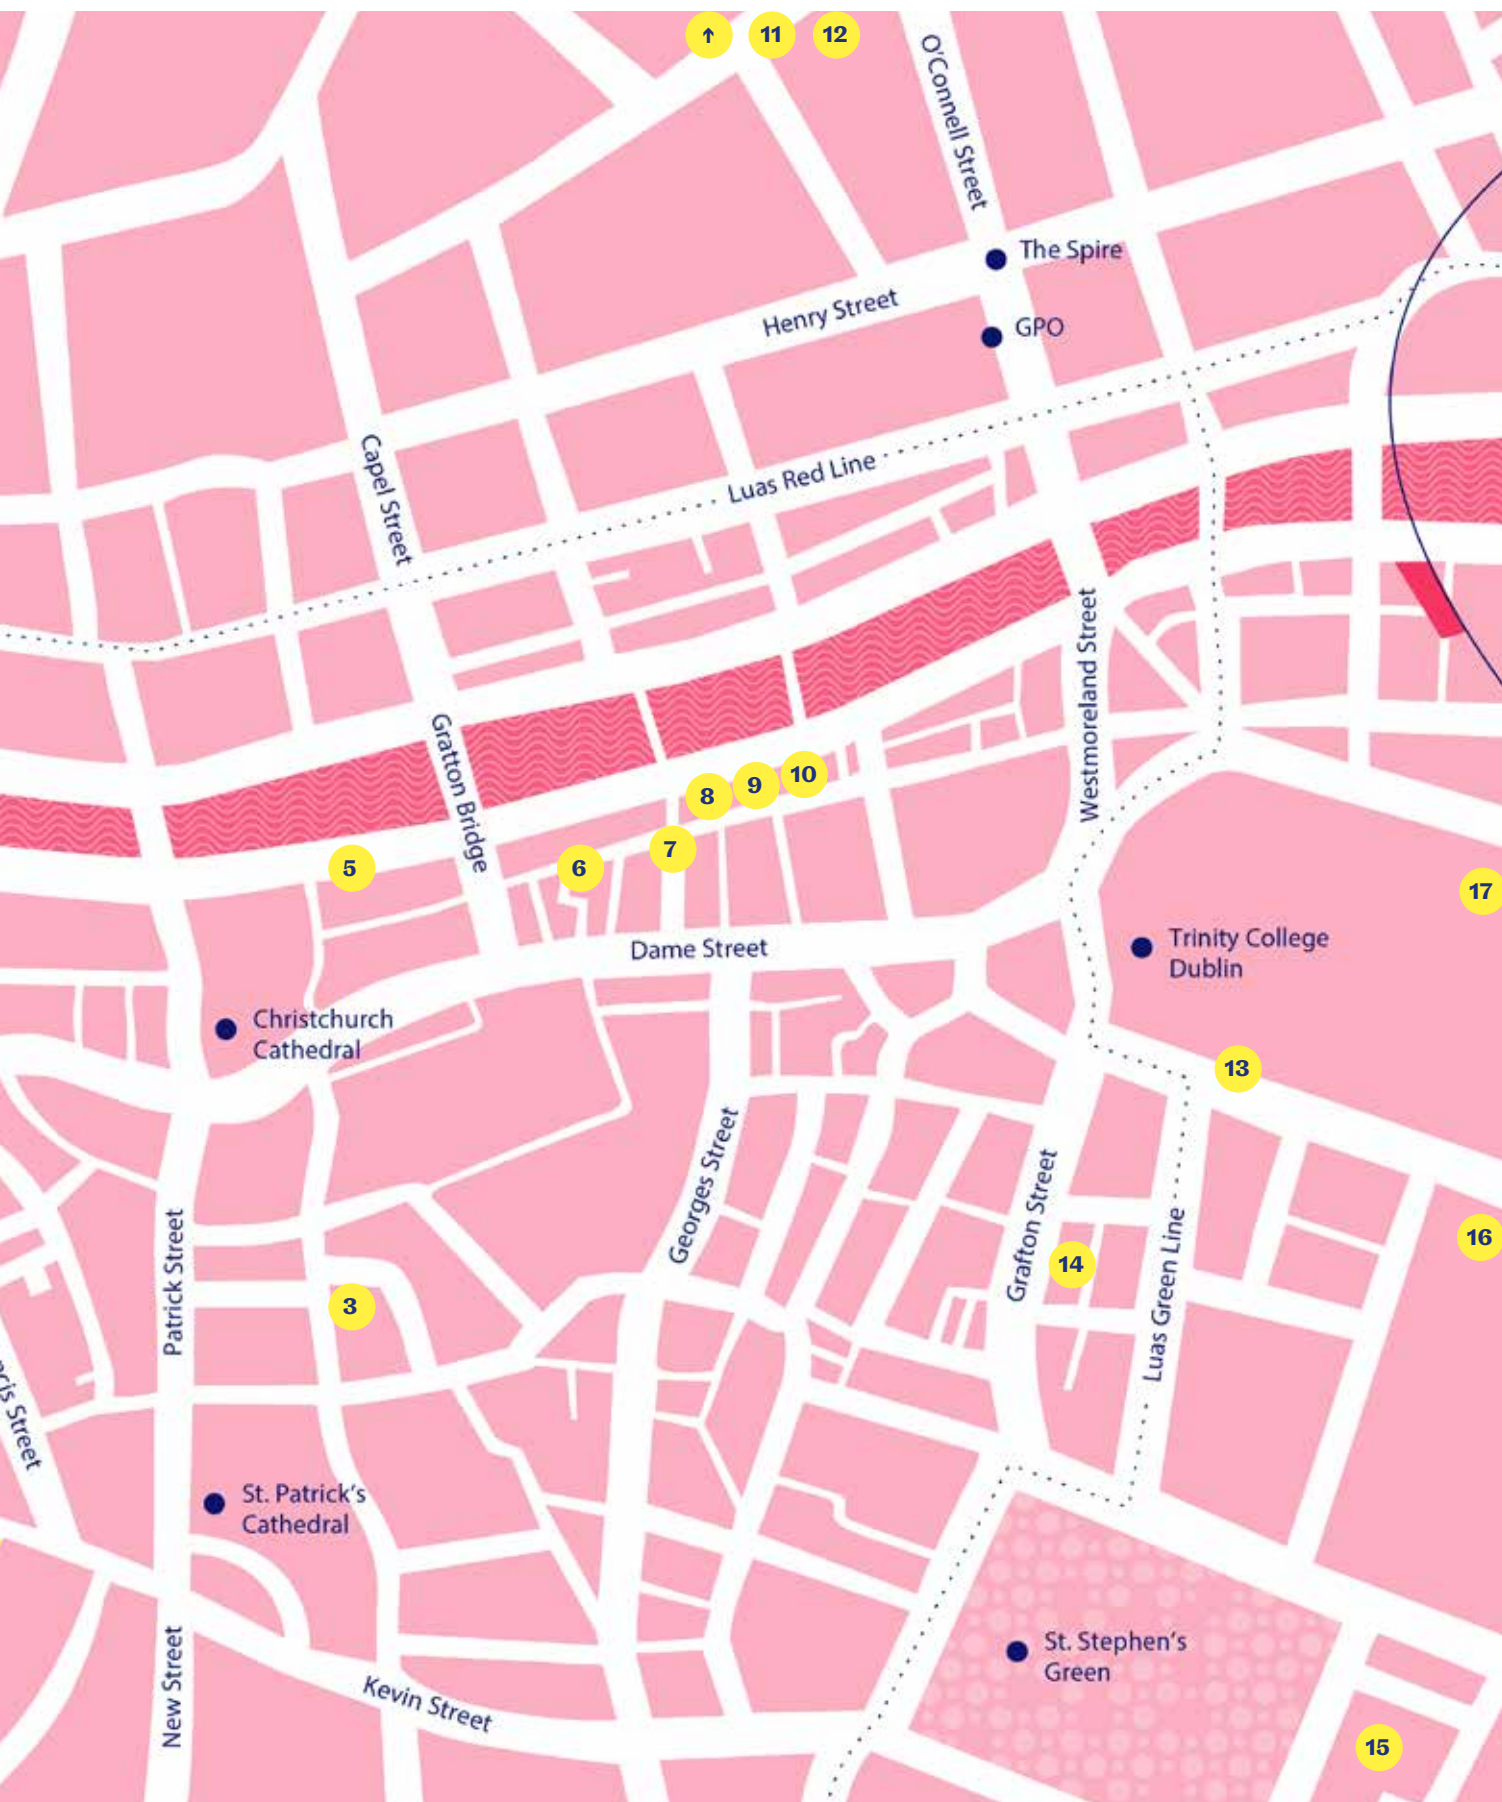 ↑ 11 12
O'Connell Street
The Spire
Henry Street
GPO
Capel Street
Luas Red Line
Westmoreland Street
Gratton Bridge
10
9
8
7
5
6
17
Dame Street
Trinity College
Dublin
Christchurch
Cathedral
13
Georges Street
Grafton Street
Patrick Street
Luas Green Line
16
14
3
cis Street
St. Patrick's
Cathedral
New Street
Kevin Street
St. Stephen's
Green
15